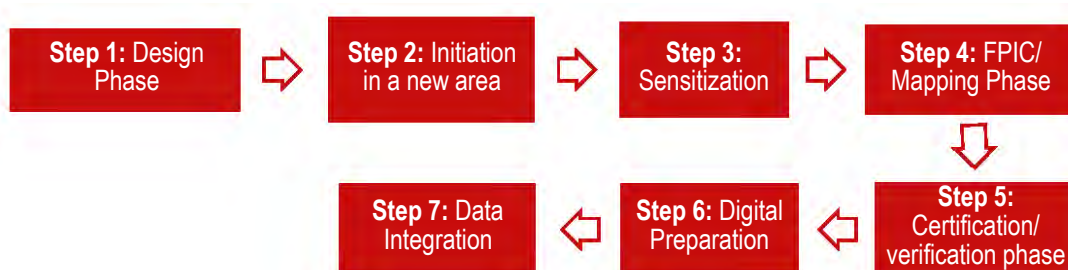 Step 1: Design
Phase
Step 2: Initiation
in a new area
Step 3:
Sensitization
Step 4: FPIC/
Mapping Phase
Step 5:
Certification/
verification phase
Step 6: Digital
Preparation
Step 7: Data
Integration